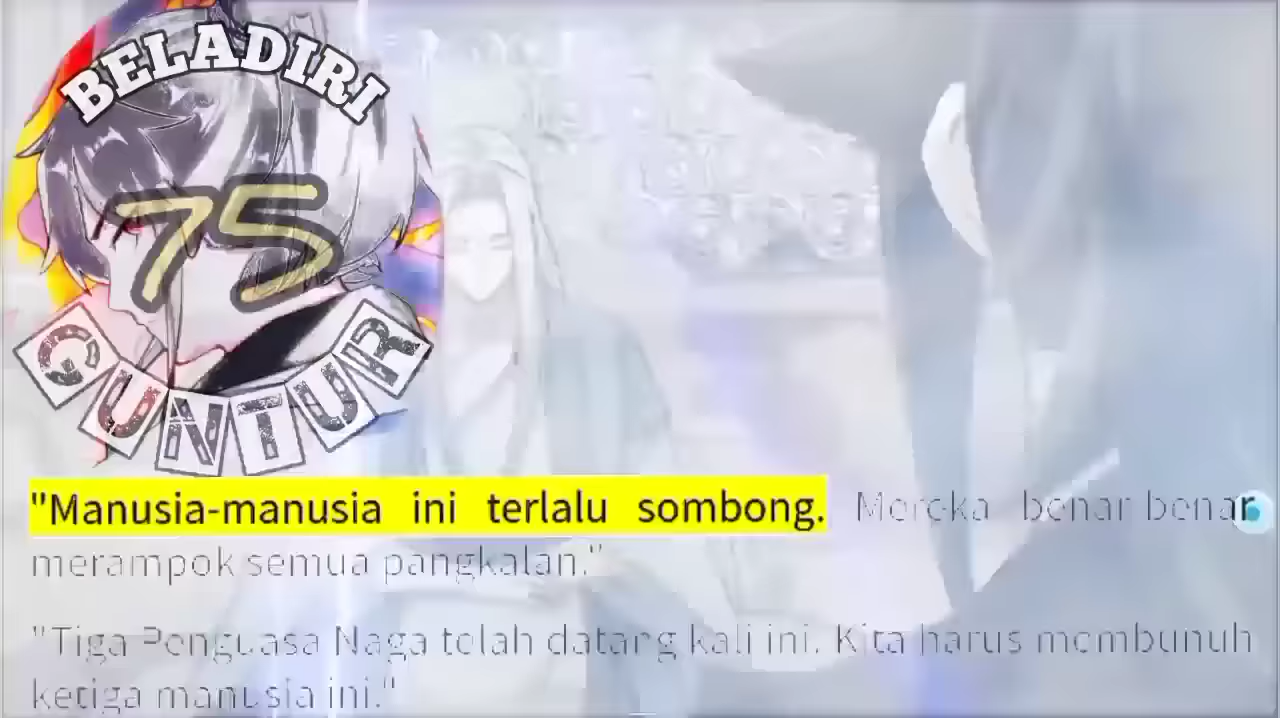 BELADIRI
75
GUNTUR
"Manusia-manusia ini terlalu sombong. Mereka benar benar
merampok semua pangkalan."
"Tiga Penguasa Naga telah datang kali ini. Kita harus membunuh
ketiga manusia ini."